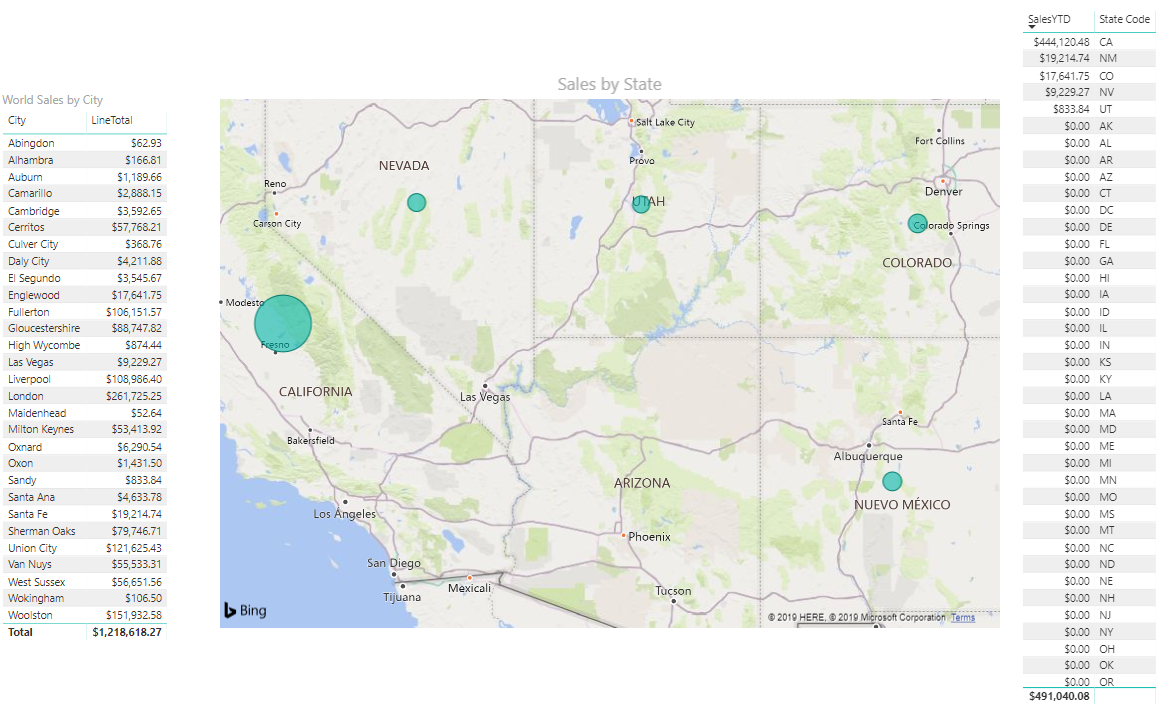 World Sales by City
City LineTotal
Abingdon $62.93
Alhambra $166.81
Auburn $1,189.66
Camarillo $2,888.15
Cambridge $3,592.65
Cerritos $57,768.21
Culver City $368.76
Daly City $4,211.88
El Segundo $3,545.67
Englewood $17,641.75
Fullerton $106,151.57
Gloucestershire $88,747.82
High Wycombe $874.44
Las Vegas $9,229.27
Liverpool $108,986.40
London $261,725.25
Maidenhead $52.64
Milton Keynes $53,413.92
Oxnard $6,290.54
Oxon $1,431.50
Sandy $833.84
Santa Ana $4,633.78
Santa Fe $19,214.74
Sherman Oaks $79,746.71
Union City $121,625.43
Van Nuys $55,533.31
West Sussex $56,651.56
Wokingham $106.50
Woolston $151,932.58
Total $1,218,618.27
Sales by State
Salt Lake City
Fort Collins
Provo
NEVADA
Reno
Denver
UTAH
Carson City
Colorado Springs
COLORADO
Modesto
Fresno
CALIFORNIA
Las Vegas
Santa Fe
Bakersfield
Albuquerque
ARIZONA
NUEVO MÉXICO
Los Ángeles
Phoenix
San Diego
Mexicali
Tucson
Tijuana
Bing
© 2019 HERE, © 2019 Microsoft Corporation Terms
SalesYTD State Code
$444,120.48 CA
$19,214.74 NM
$17,641.75 CO
$9,229.27 NV
$833.84 UT
$0.00 AK
$0.00 AL
$0.00 AR
$0.00 AZ
$0.00 CT
$0.00 DC
$0.00 DE
$0.00 FL
$0.00 GA
$0.00 HI
$0.00 IA
$0.00 ID
$0.00 IL
$0.00 IN
$0.00 KS
$0.00 KY
$0.00 LA
$0.00 MA
$0.00 MD
$0.00 ME
$0.00 MI
$0.00 MN
$0.00 MO
$0.00 MS
$0.00 MT
$0.00 NC
$0.00 ND
$0.00 NE
$0.00 NH
$0.00 NJ
$0.00 NY
$0.00 OH
$0.00 OK
$0.00 OR
$491,040.08